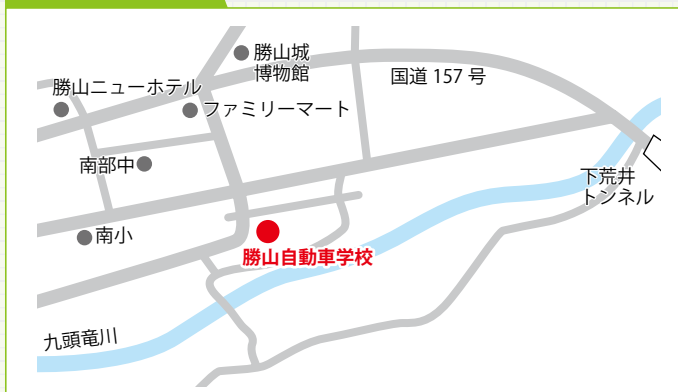 勝山城
博物館
国道 157 号
勝山ニューホテル
ファミリーマート
南部中
下荒井
トンネル
南小
勝山自動車学校
九頭竜川